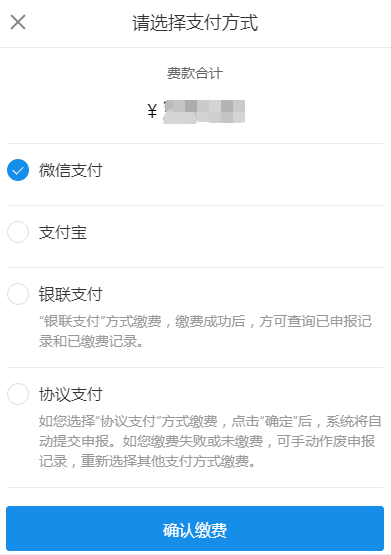 请选择支付方式
费款合计
¥
微信支付
支付宝
银联支付
“银联支付”方式缴费，缴费成功后，方可查询已申报记
录和已缴费记录。
协议支付
如您选择“协议支付”方式缴费，点击“确定”后，系统将自
动提交申报。如您缴费失败或未缴费，可手动作废申报
记录，重新选择其他支付方式缴费。
确认缴费